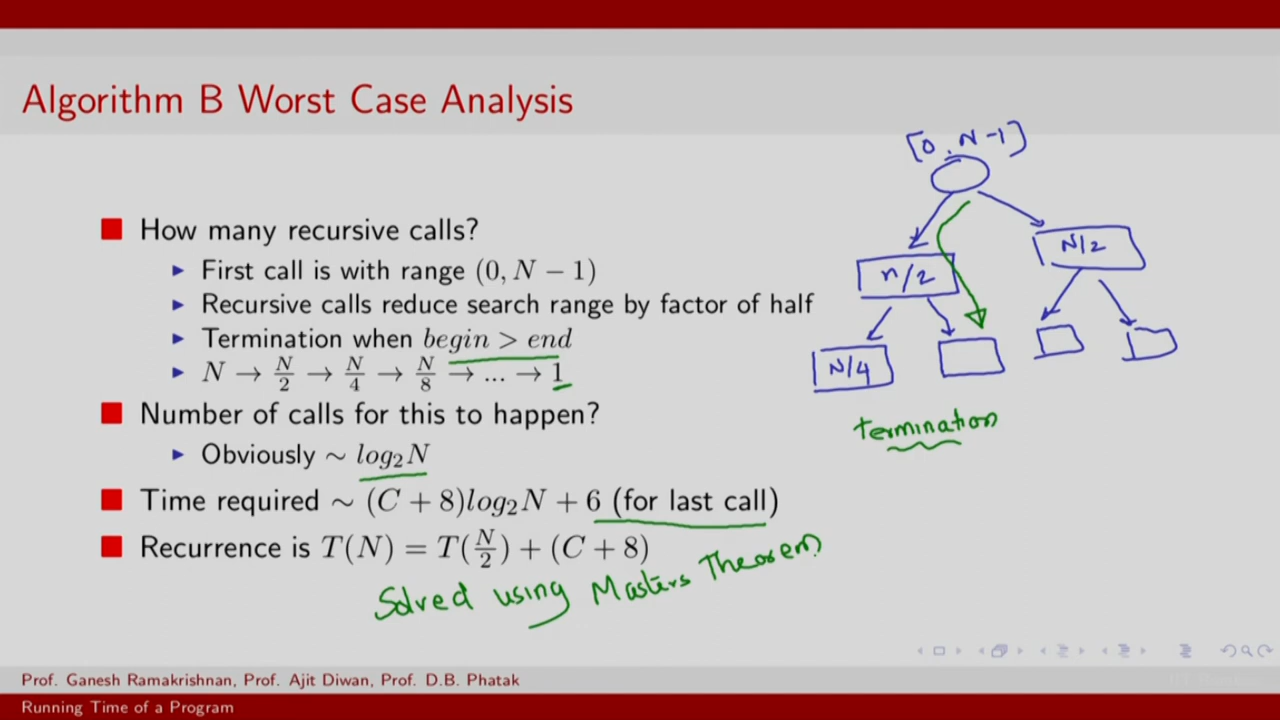 Algorithm B Worst Case Analysis
How many recursive calls?
First call is with range (0, N − 1)
Recursive calls reduce search range by factor of half
Termination when begin > end
N → N/2 → N/4 → N/8 → ... → 1
Number of calls for this to happen?
Obviously ∼ log₂N
Time required ∼ (C + 8)log₂N + 6 (for last call)
Recurrence is T(N) = T(N/2) + (C + 8)
Solved using Masters Theorem
[0, N-1]
n/2
N/2
N/4
termination
Prof. Ganesh Ramakrishnan, Prof. Ajit Diwan, Prof. D.B. Phatak
Running Time of a Program